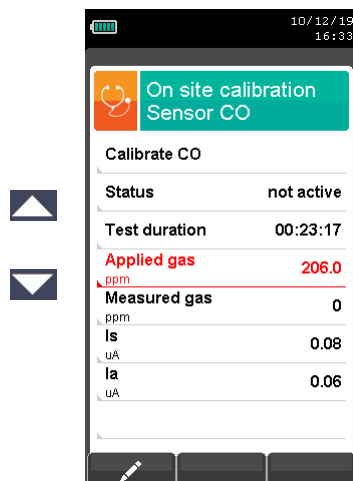 10/12/19
16:33
On site calibration
Sensor CO
Calibrate CO
Status not active
Test duration 00:23:17
Applied gas 206.0
ppm
Measured gas 0
ppm
Is 0.08
uA
Ia 0.06
uA